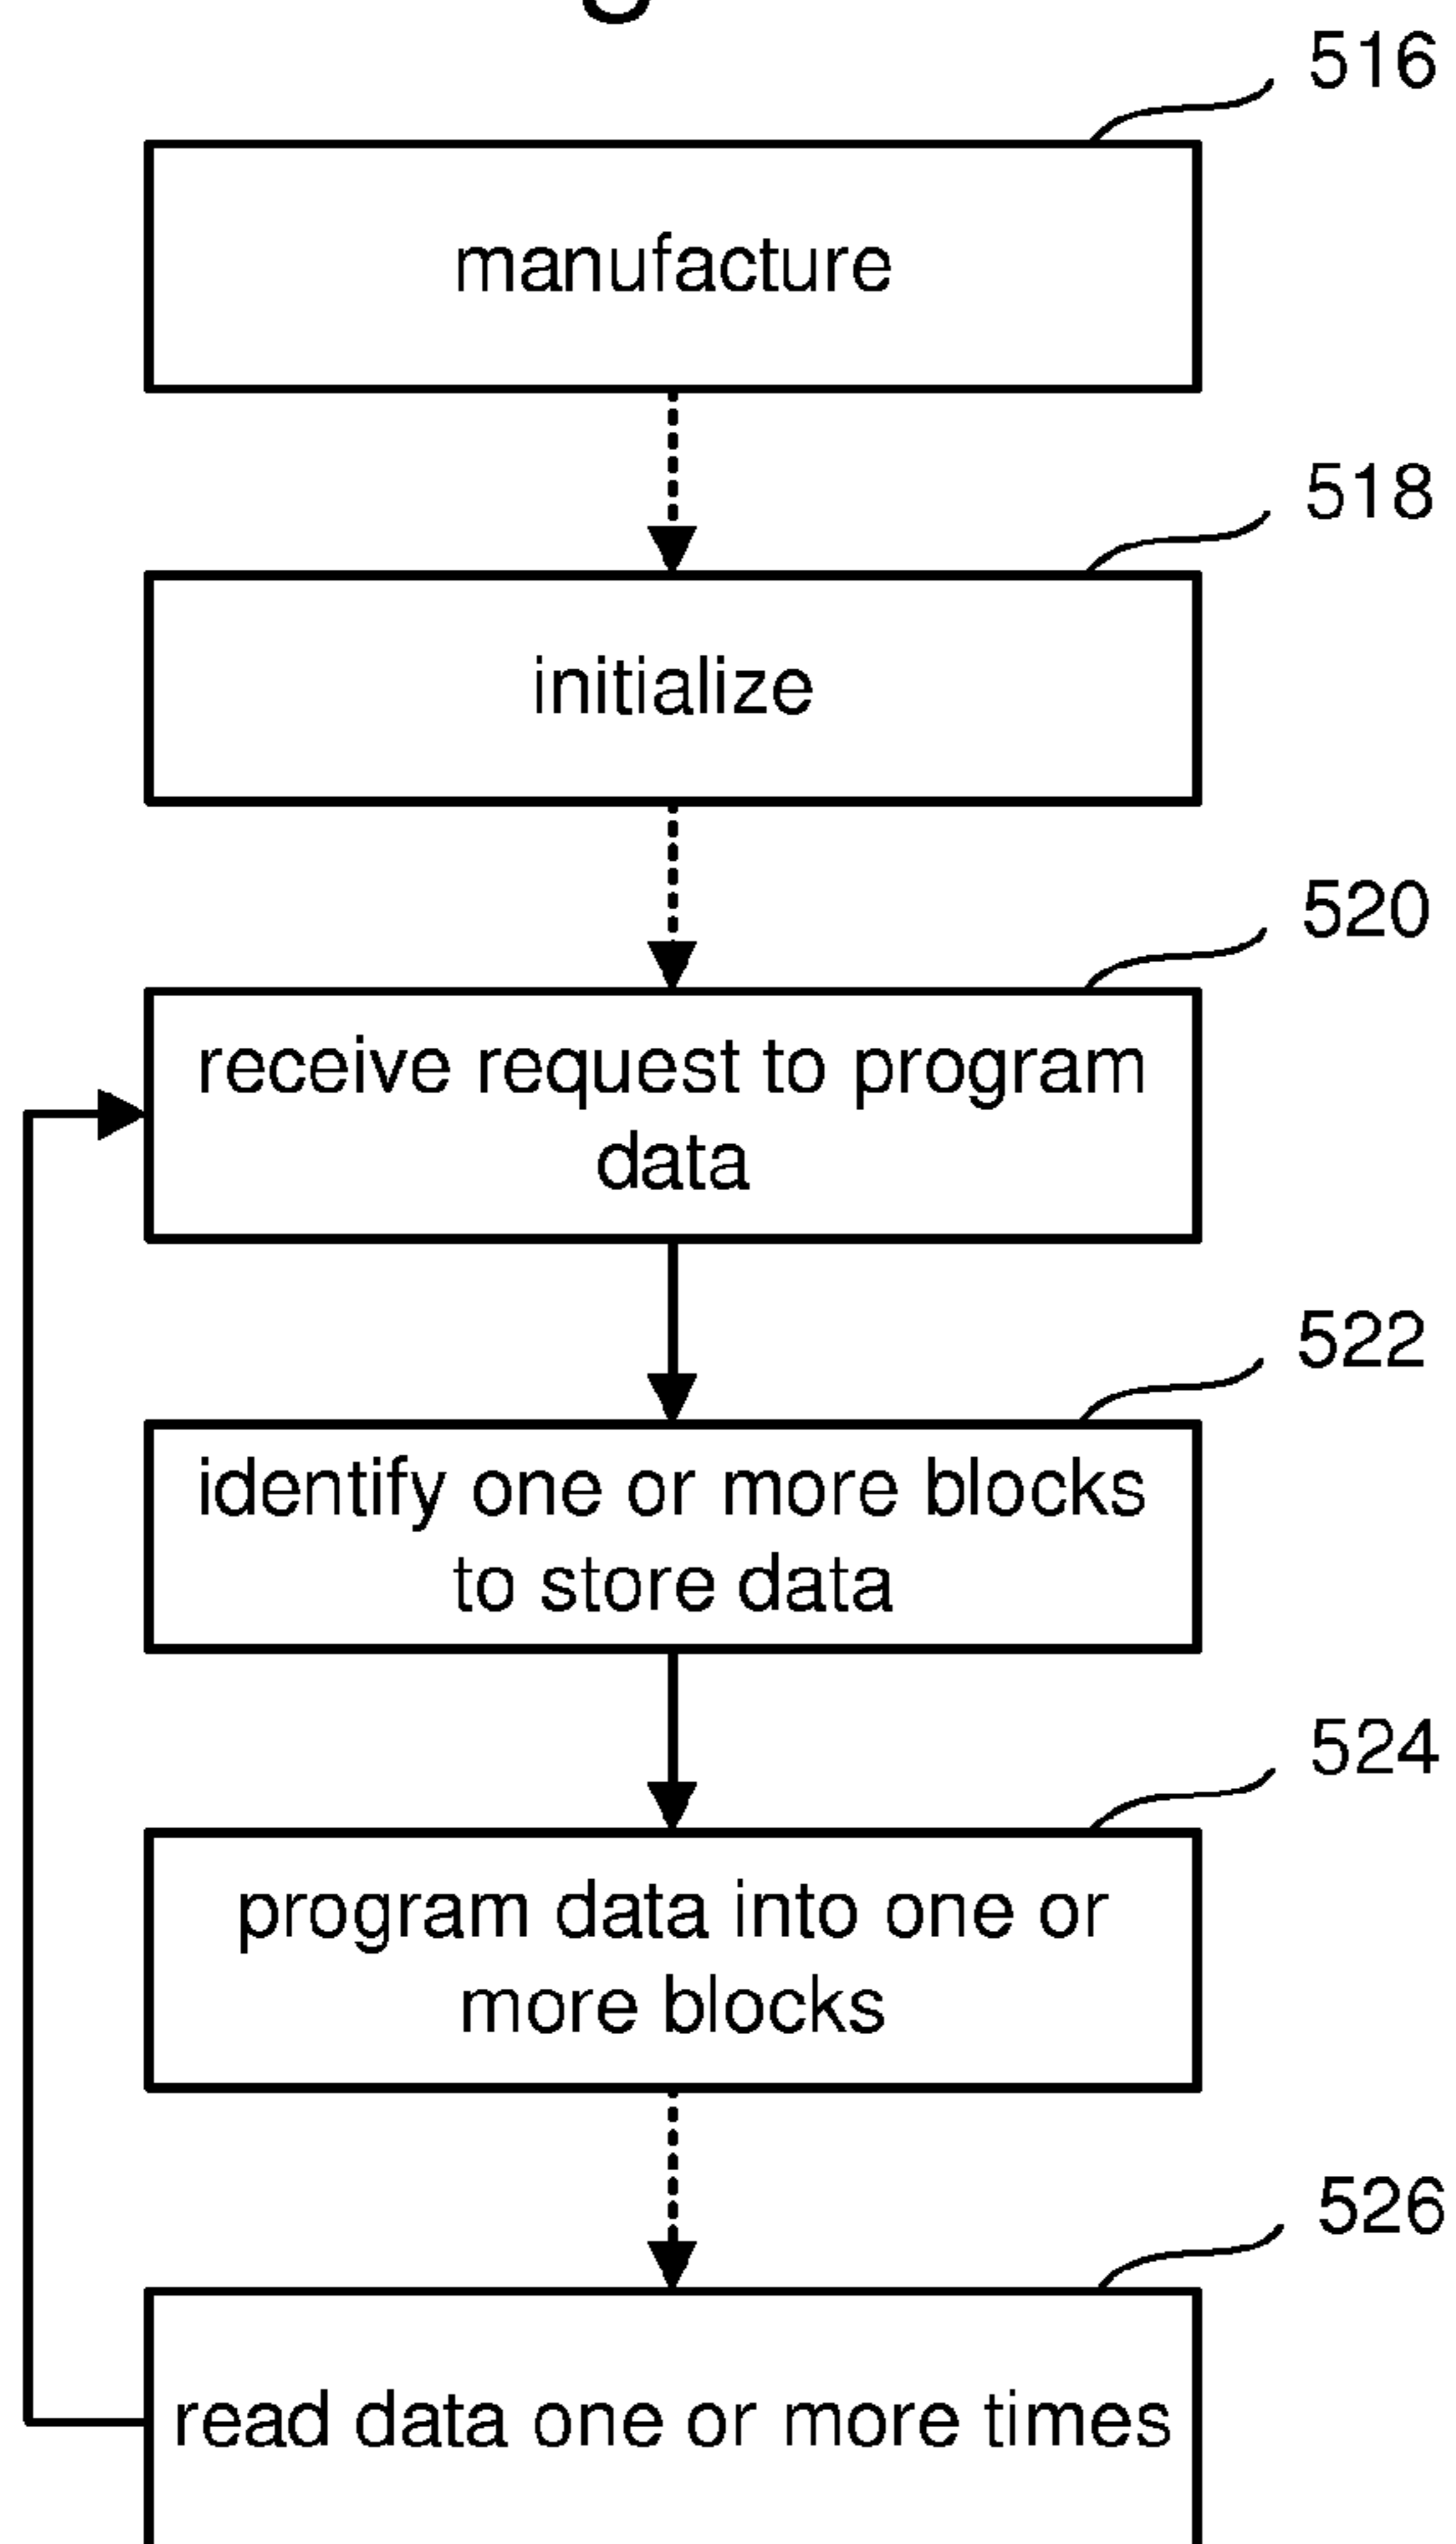 516
manufacture
518
initialize
520
receive request to program
data
522
identify one or more blocks
to store data
524
program data into one or
more blocks
526
read data one or more times